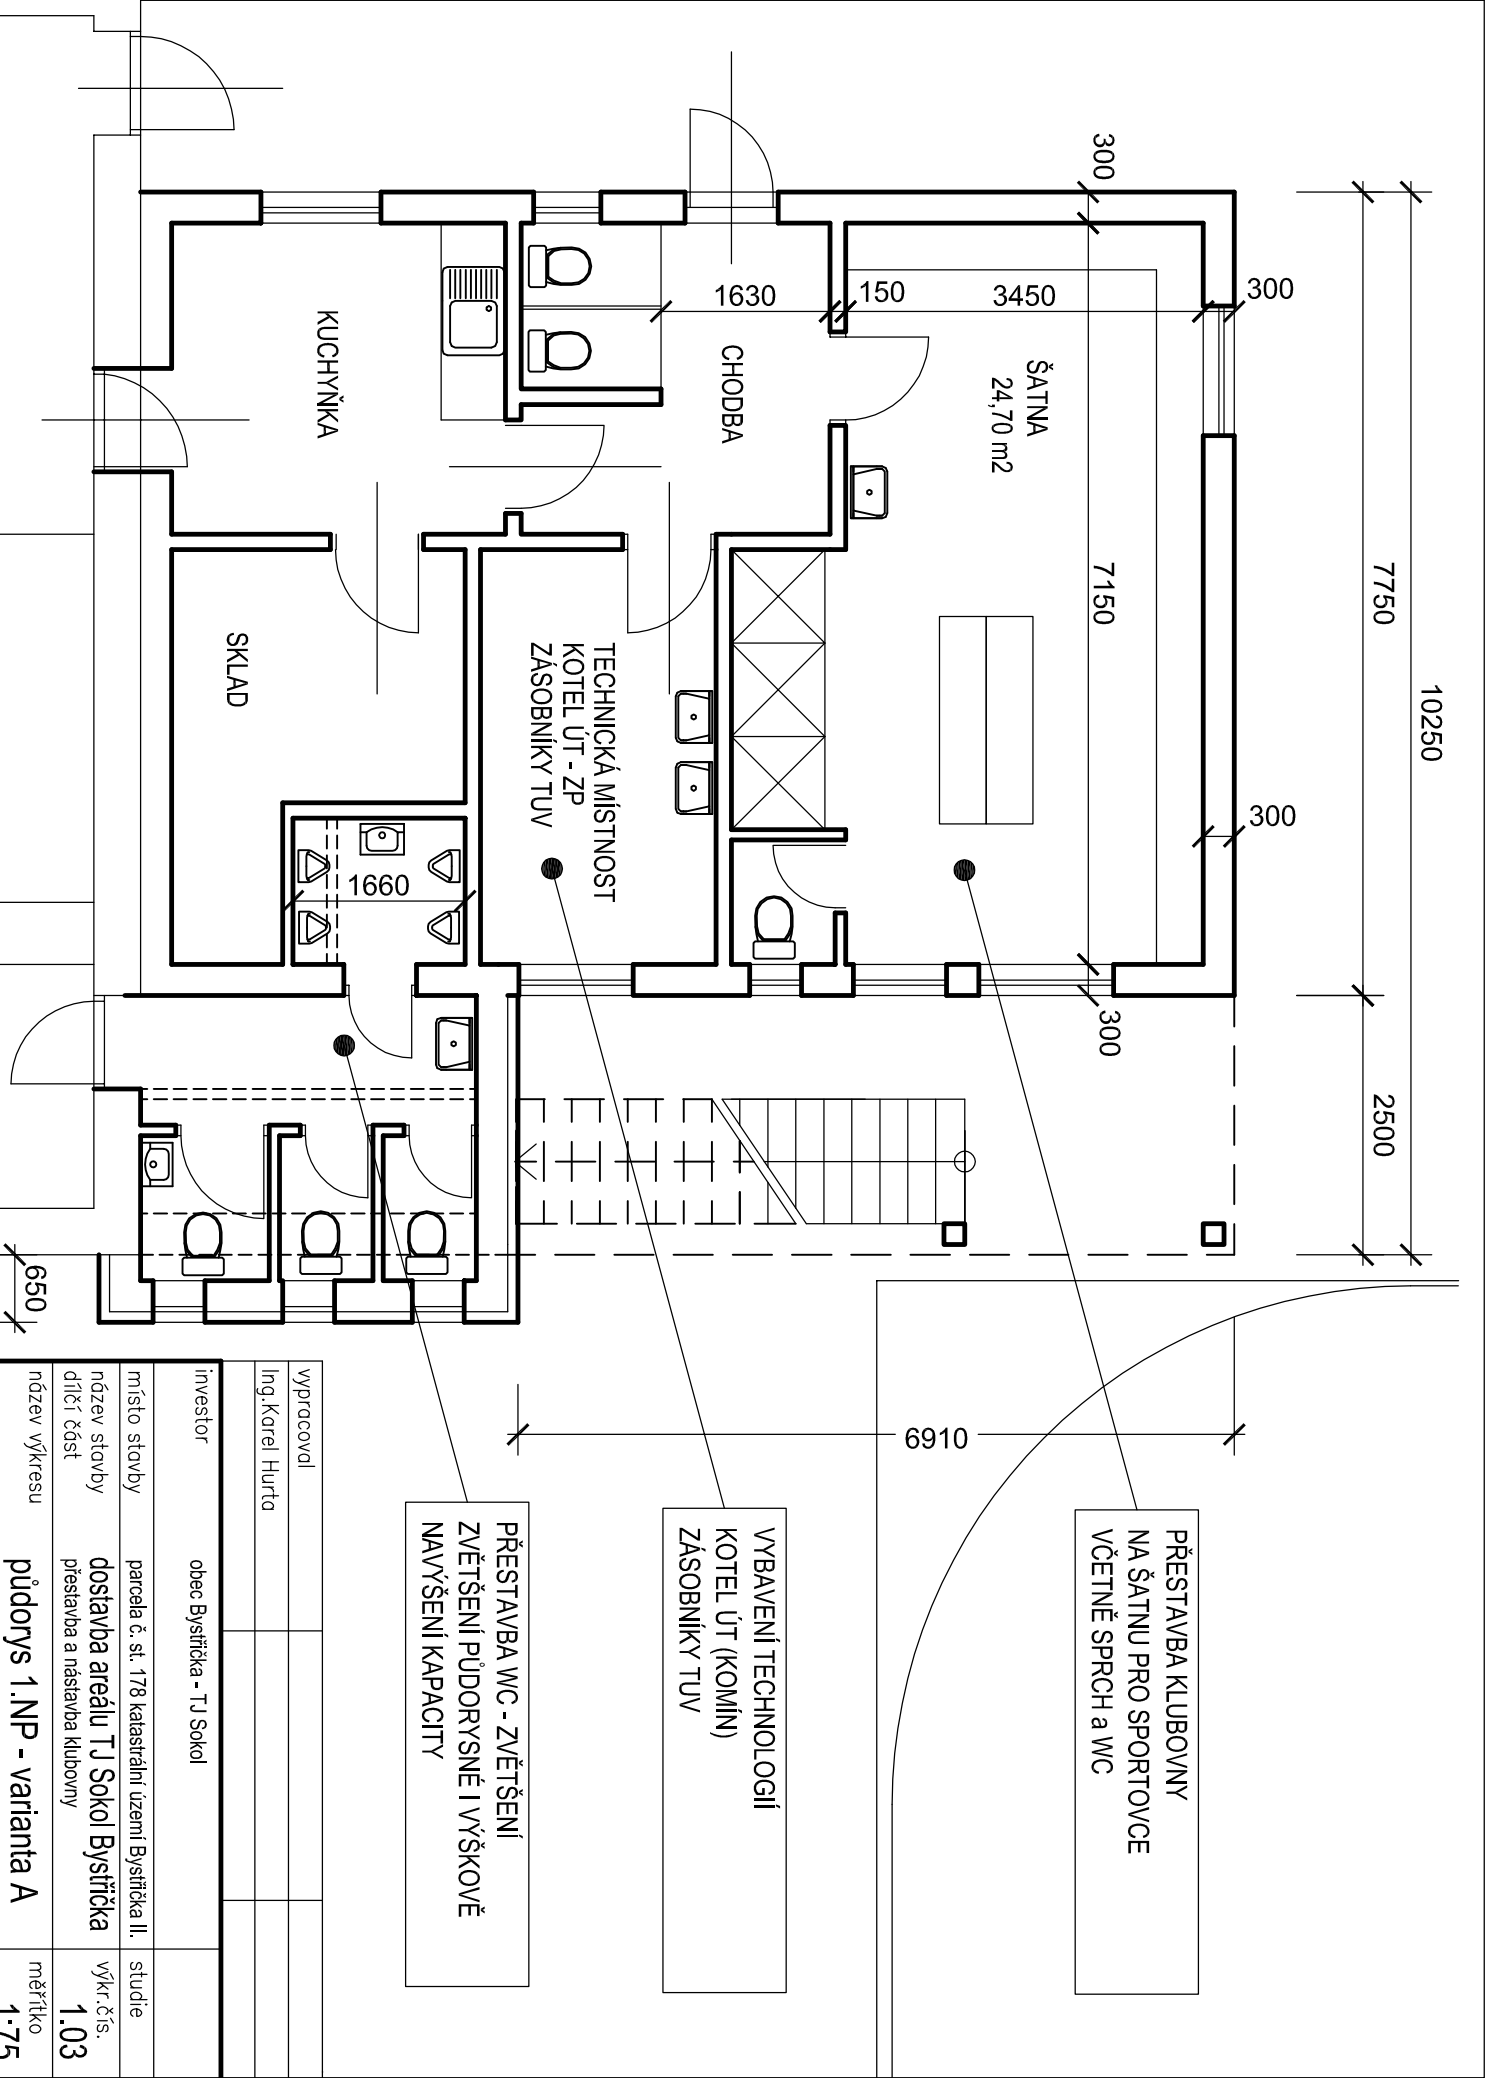 10250
7750
2500
300
7150
300
300
3450
150
1630
300
ŠATNA
24,70 m2
CHODBA
KUCHYŇKA
TECHNICKÁ MÍSTNOST
KOTEL ÚT - ZP
ZÁSOBNÍKY TUV
SKLAD
1660
650
6910
PŘESTAVBA KLUBOVNY
NA ŠATNU PRO SPORTOVCE
VČETNĚ SPRCH a WC
VYBAVENÍ TECHNOLOGIÍ
KOTEL ÚT (KOMÍN)
ZÁSOBNÍKY TUV
PŘESTAVBA WC - ZVĚTŠENÍ
ZVĚTŠENÍ PŮDORYSNÉ I VÝŠKOVĚ
NAVÝŠENÍ KAPACITY
vypracoval
Ing.Karel Hurta
investor
obec Bystřička - TJ Sokol
místo stavby
parcela č. st. 178 katastrální území Bystřička II.
studie
název stavby
dostavba areálu TJ Sokol Bystřička
výkr.čís.
dílčí část
přestavba a nástavba klubovny
1.03
název výkresu
půdorys 1.NP - varianta A
měřítko
1:75